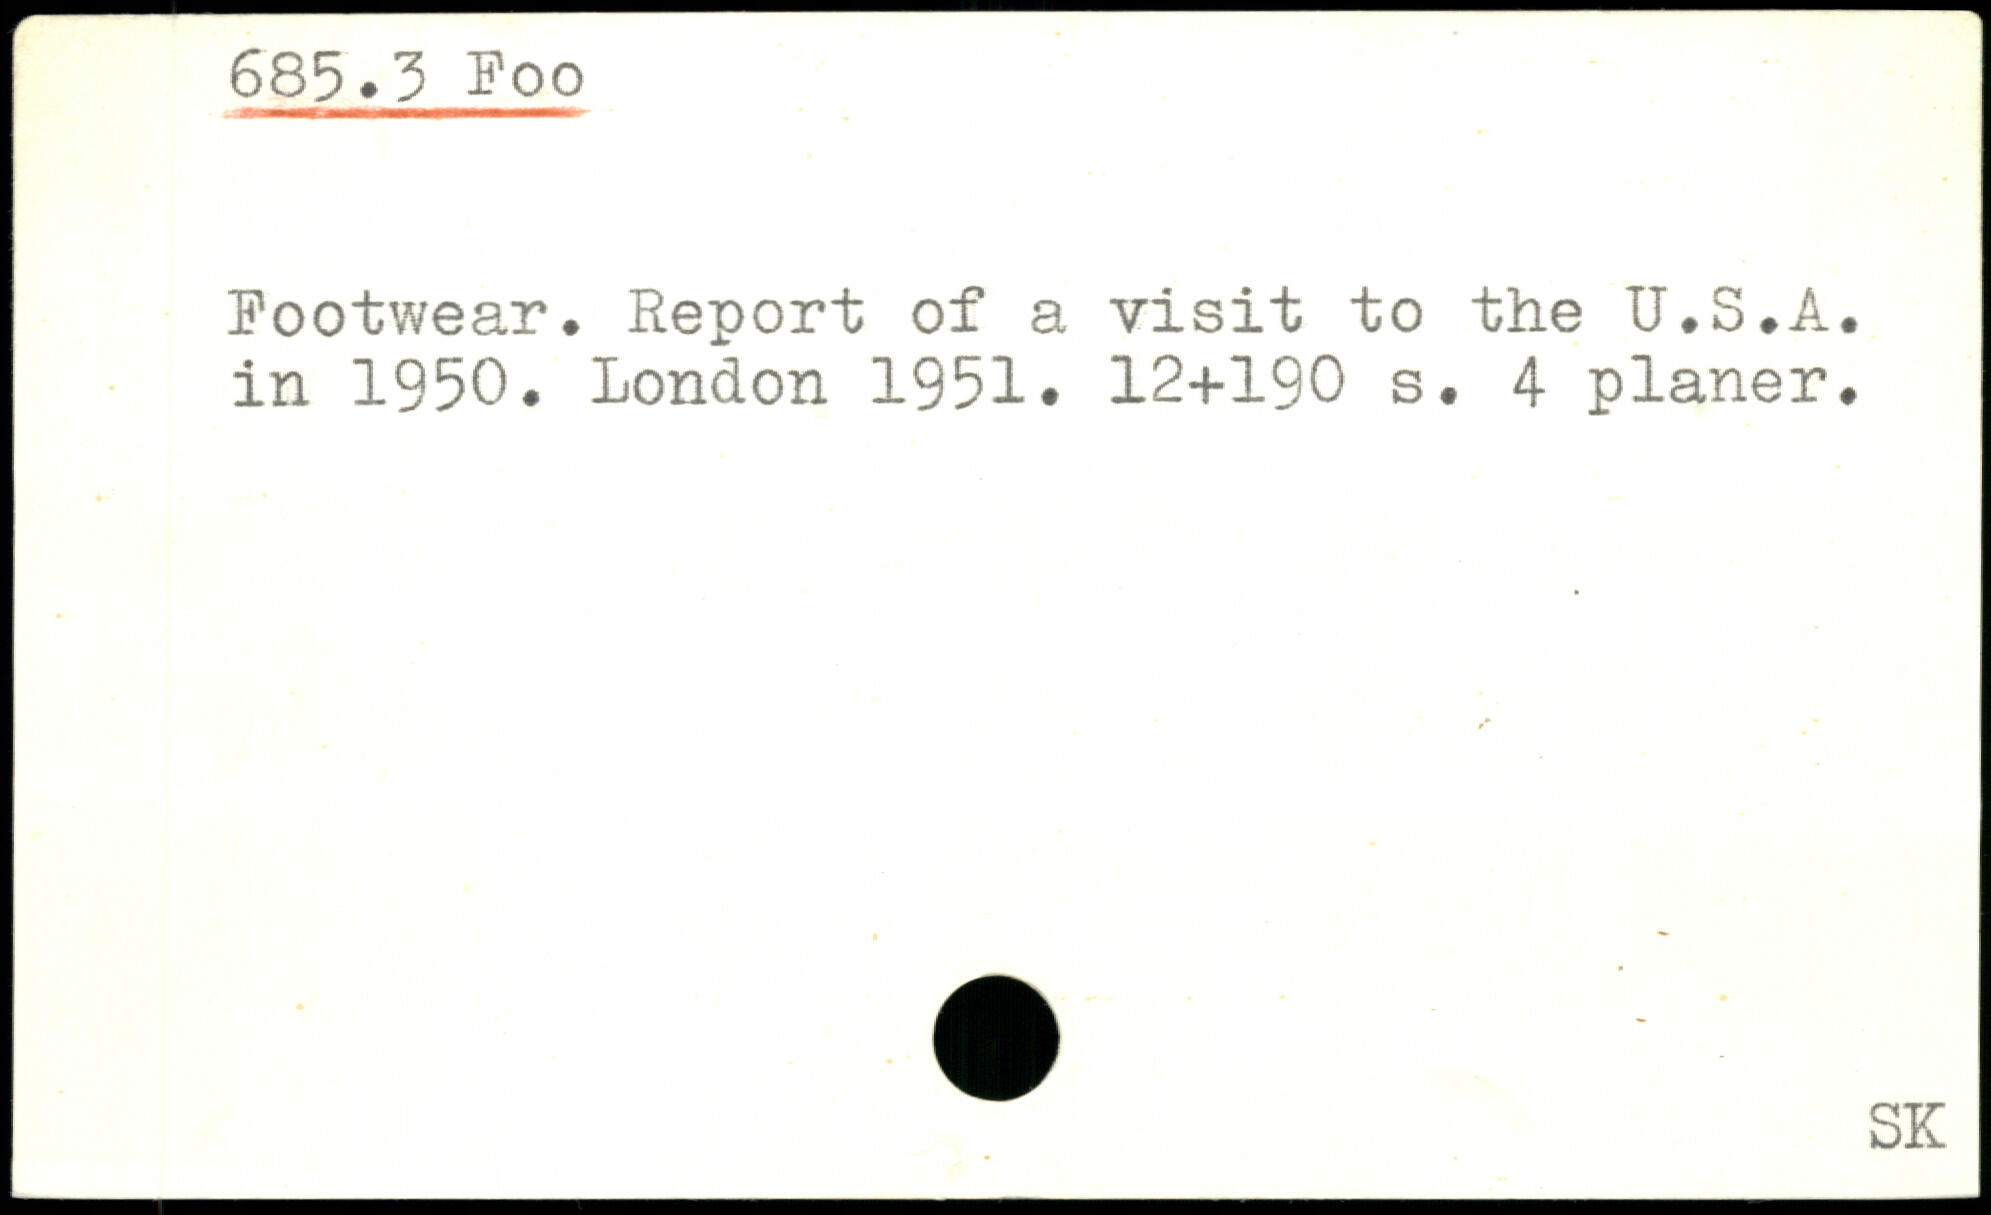 685.3 Foo
Footwear. Report of a visit to the U.S.A.
in 1950. London 1951. 12+190 s. 4 planer.
SK